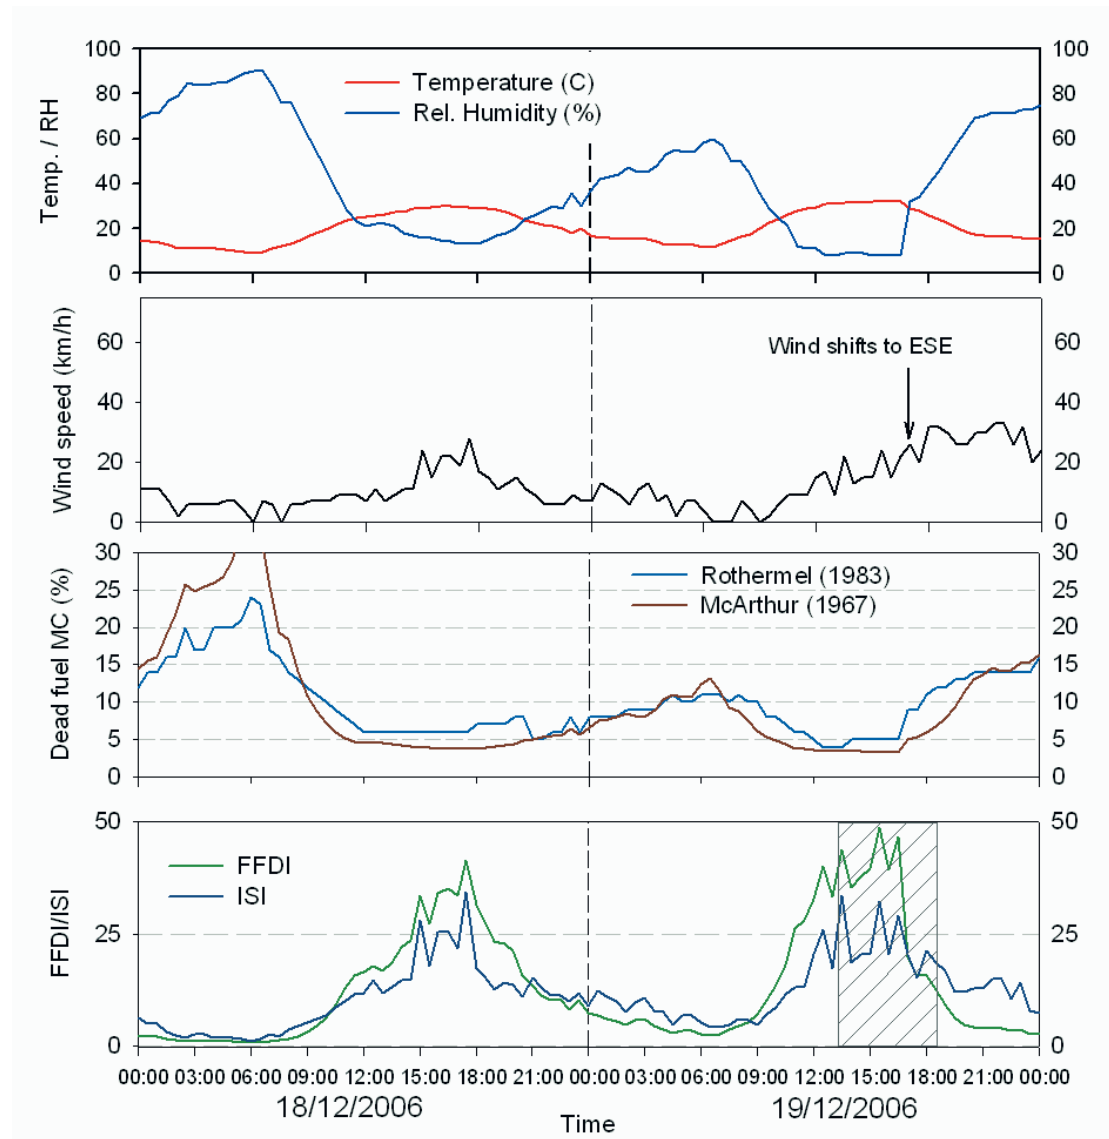 100 100
Temperature (C)
80 80
Rel. Humidity (%)
60 60
Temp. / RH
40 40
20 20
0 0
60 60
Wind shifts to ESE
Wind speed (km/h)
40 40
20 20
0 0
30 30
Rothermel (1983)
25 25
McArthur (1967)
20 20
Dead fuel MC (%)
15 15
10 10
5 5
0 0
50 50
FFDI
ISI
FFDI/ISI
25 25
0 0
00:00 03:00 06:00 09:00 12:00 15:00 18:00 21:00 00:00 03:00 06:00 09:00 12:00 15:00 18:00 21:00 00:00
18/12/2006 19/12/2006
Time